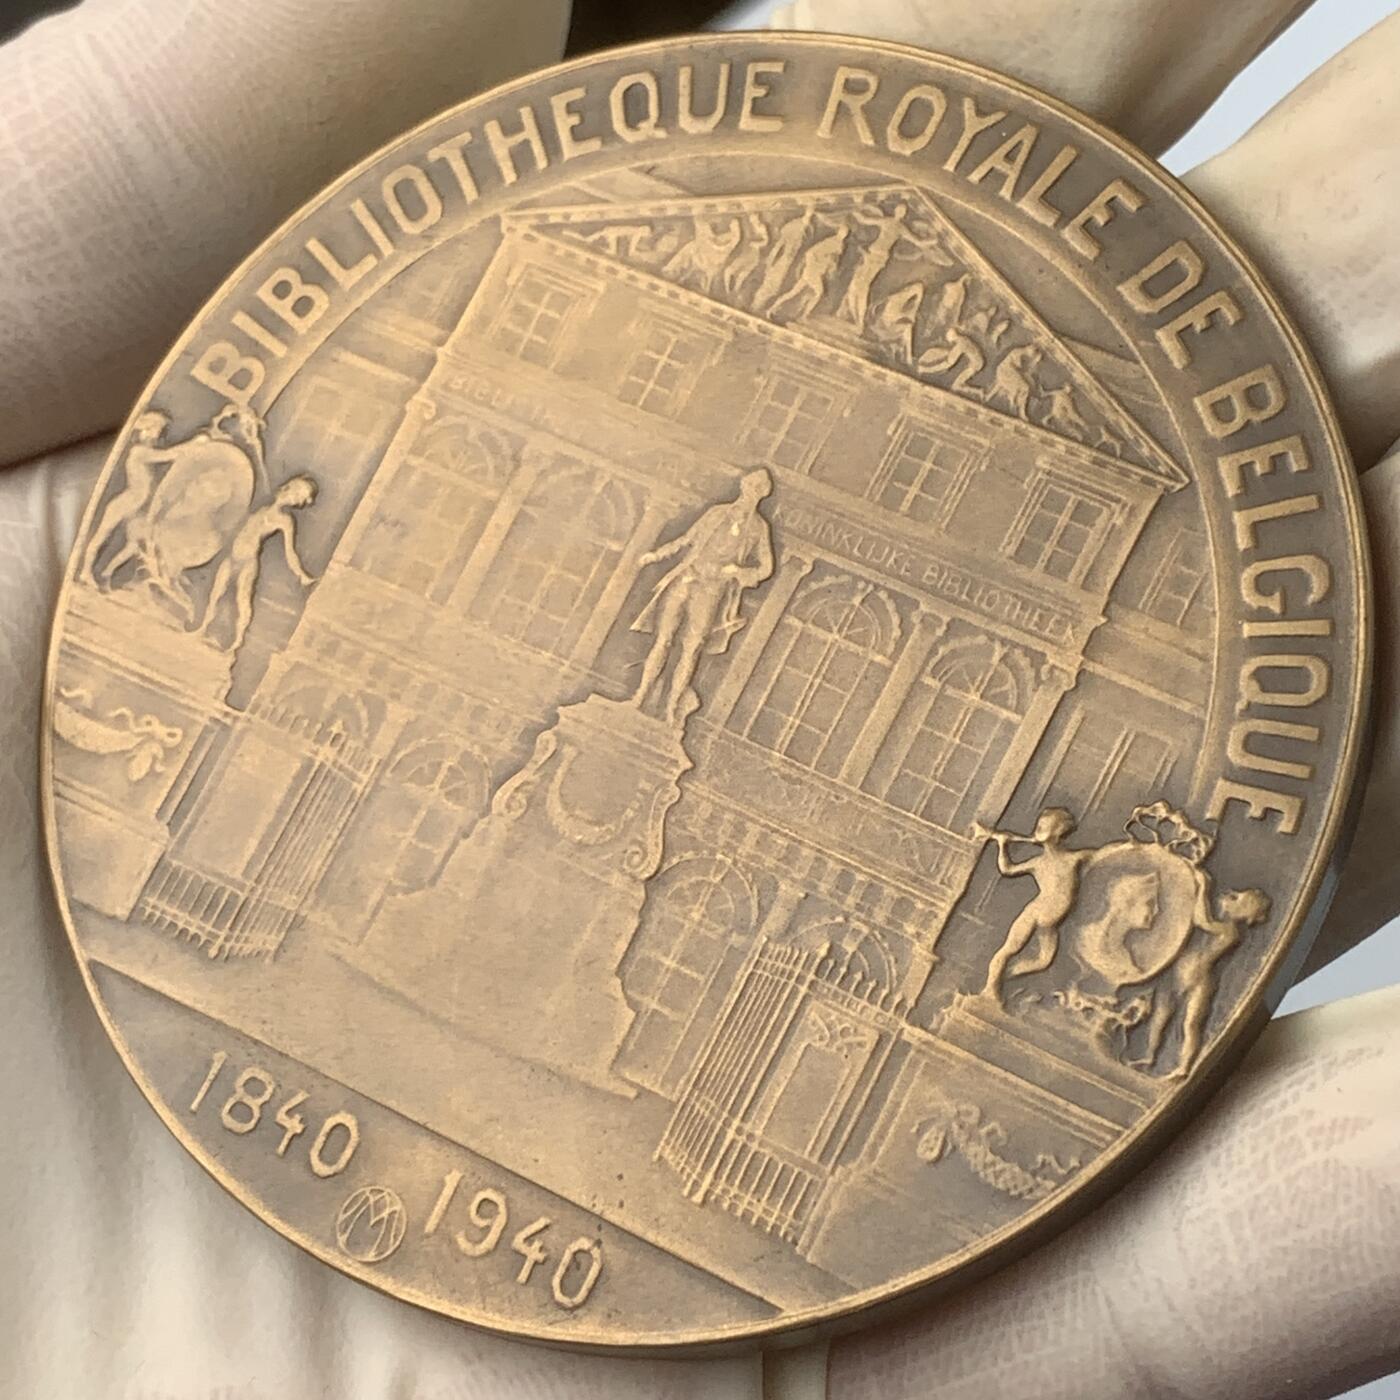 BIBLIOTHEQUE ROYALE DE BELGIQUE
KONINKLIJKE BIBLIOTHEEK
1840 1940